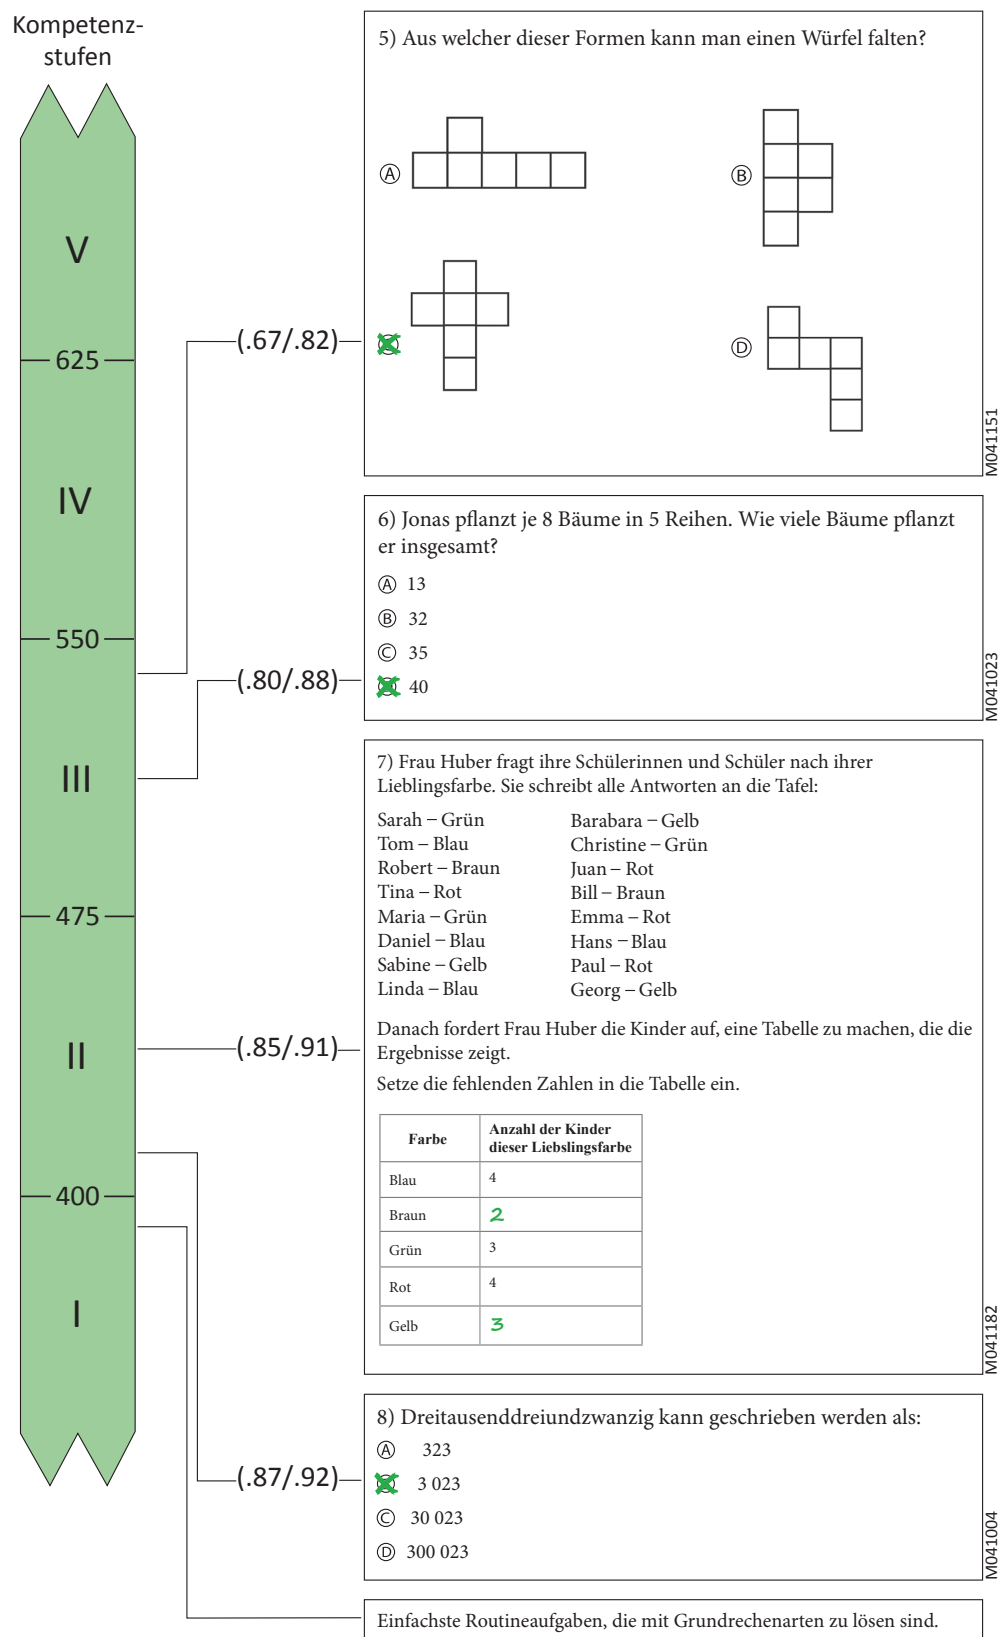 Kompetenz-
stufen
V
625
IV
550
III
475
II
400
I
(.67/.82)
5) Aus welcher dieser Formen kann man einen Würfel falten?
A
B
D
M041151
(.80/.88)
6) Jonas pflanzt je 8 Bäume in 5 Reihen. Wie viele Bäume pflanzt
er insgesamt?
A 13
B 32
C 35
40
M041023
(.85/.91)
7) Frau Huber fragt ihre Schülerinnen und Schüler nach ihrer
Lieblingsfarbe. Sie schreibt alle Antworten an die Tafel:
Sarah – Grün
Tom – Blau
Robert – Braun
Tina – Rot
Maria – Grün
Daniel – Blau
Sabine – Gelb
Linda – Blau
Barabara – Gelb
Christine – Grün
Juan – Rot
Bill – Braun
Emma – Rot
Hans – Blau
Paul – Rot
Georg – Gelb
Danach fordert Frau Huber die Kinder auf, eine Tabelle zu machen, die die
Ergebnisse zeigt.
Setze die fehlenden Zahlen in die Tabelle ein.
Farbe Anzahl der Kinder
dieser Liebslingsfarbe
Blau 4
Braun 2
Grün 3
Rot 4
Gelb 3
M041182
(.87/.92)
8) Dreitausenddreiundzwanzig kann geschrieben werden als:
A 323
3 023
C 30 023
D 300 023
M041004
Einfachste Routineaufgaben, die mit Grundrechenarten zu lösen sind.